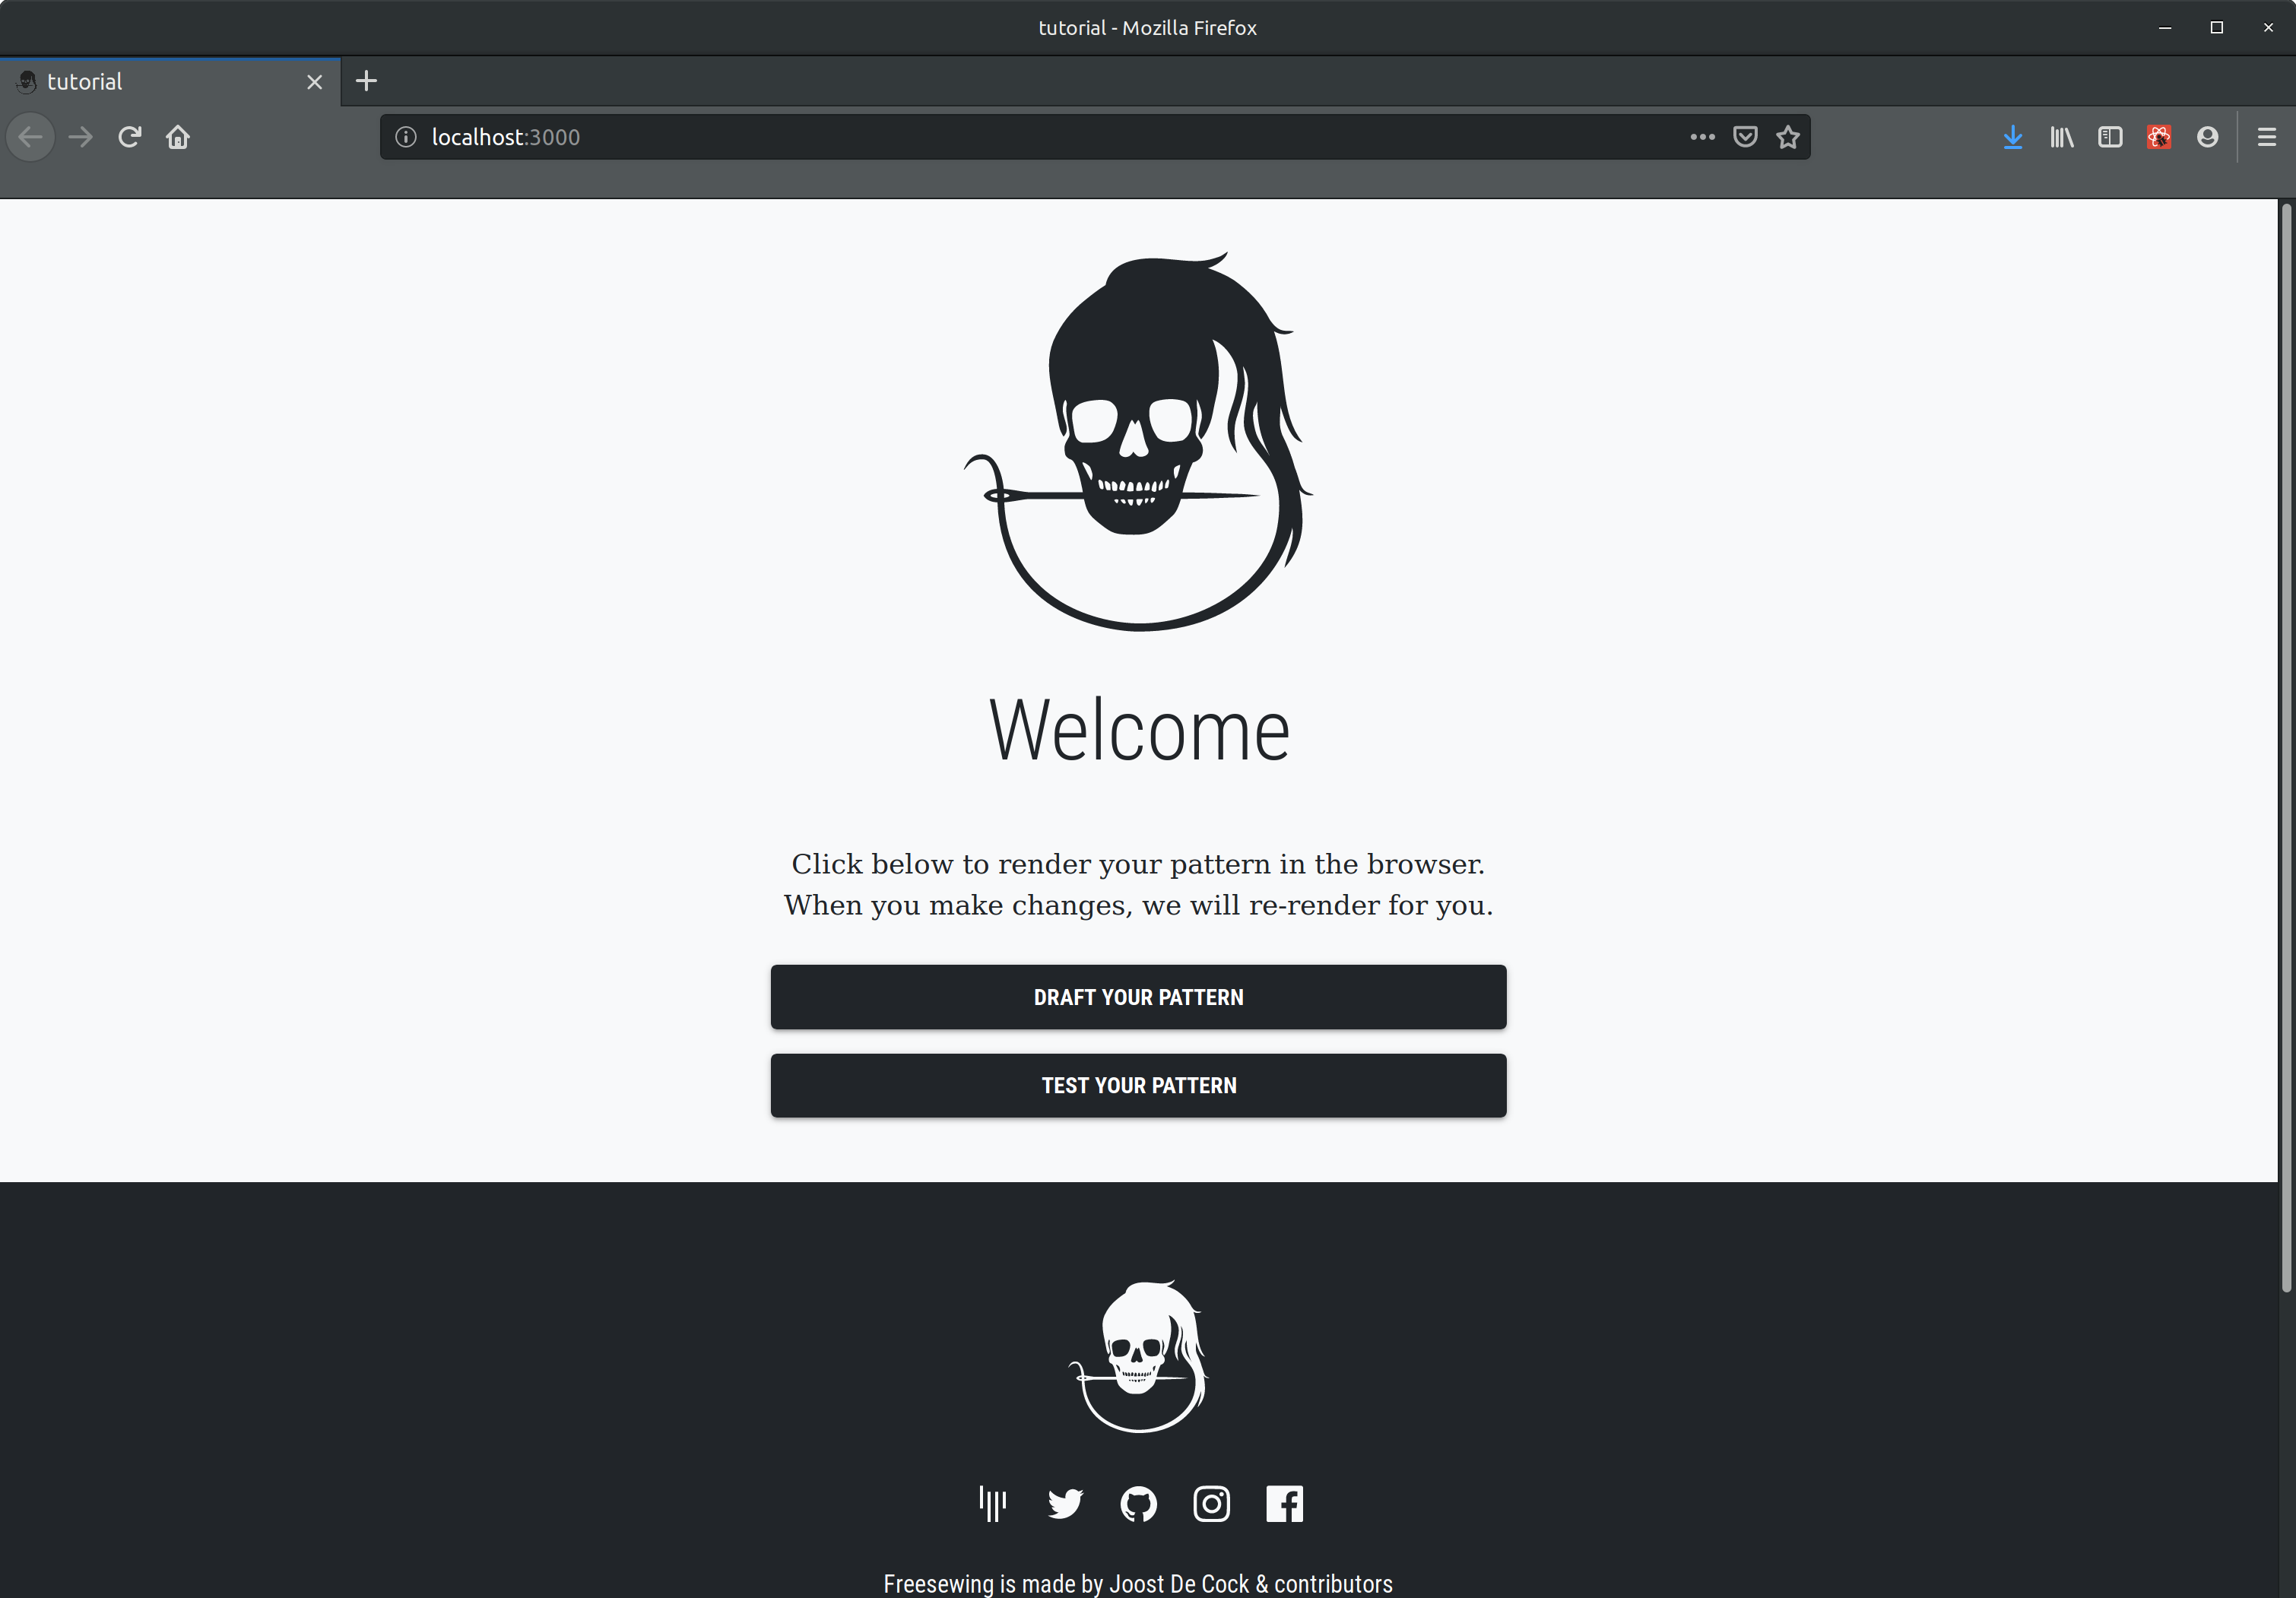 tutorial - Mozilla Firefox
tutorial
localhost:3000
Welcome
Click below to render your pattern in the browser.
When you make changes, we will re-render for you.
DRAFT YOUR PATTERN
TEST YOUR PATTERN
Freesewing is made by Joost De Cock & contributors